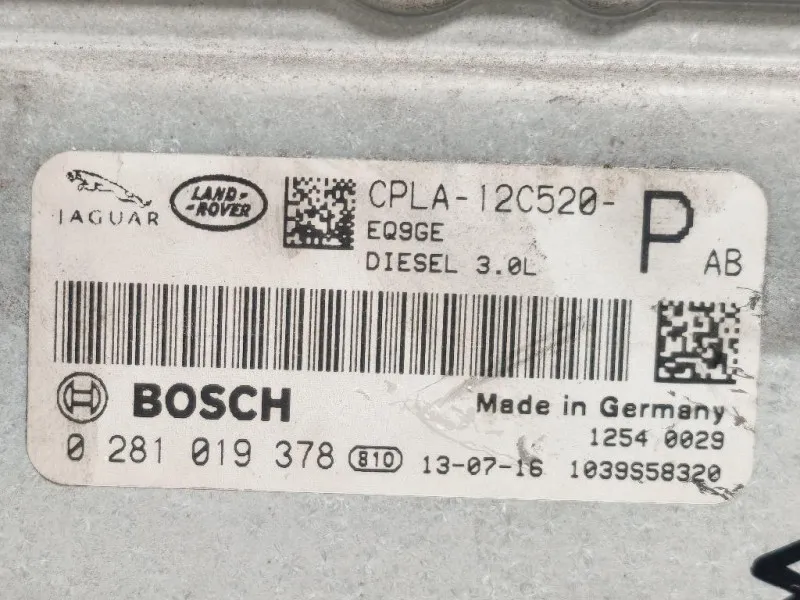 JAGUAR
LAND-
-ROVER
CPLA-12C520-PAB
EQ9GE
DIESEL 3.0L
BOSCH
Made in Germany
1254 0029
0 281 019 378 810 13-07-16 1039S58320